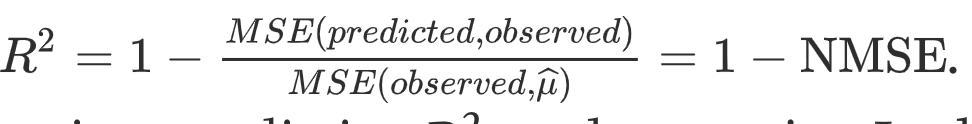 R² = 1 − MSE(predicted,observed) / MSE(observed,μ̂) = 1 − NMSE.